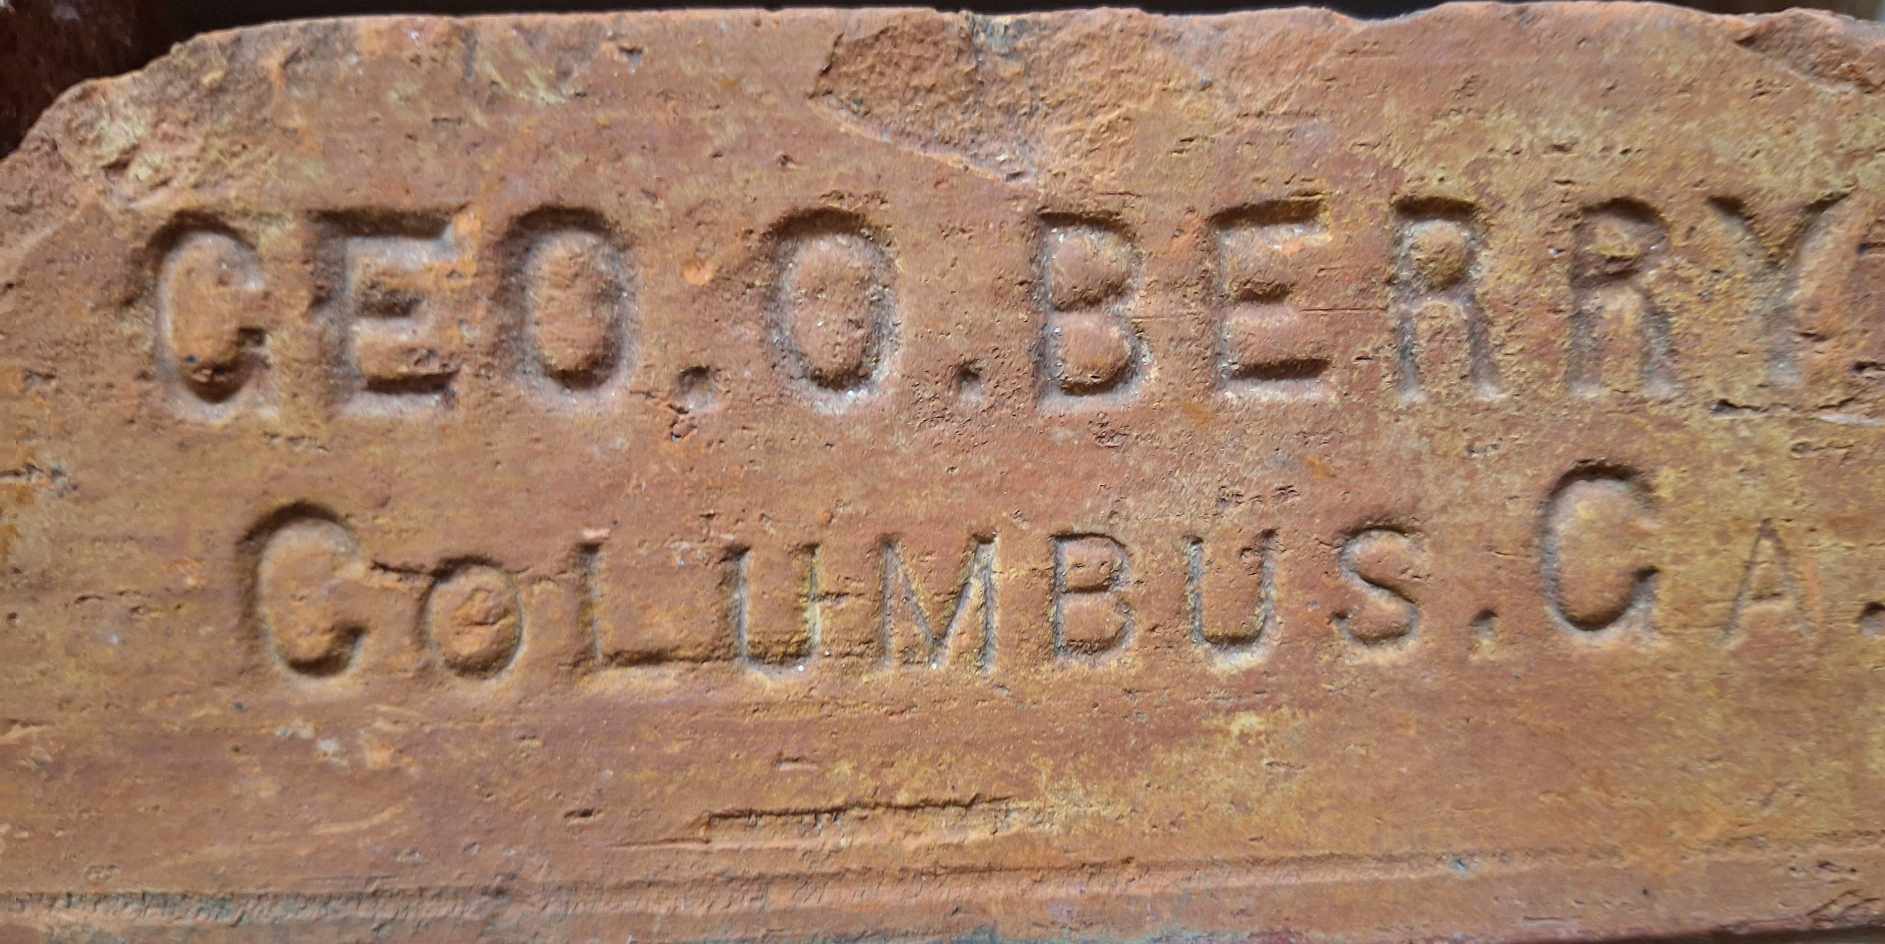 GEO. O. BERRY
COLUMBUS. GA.